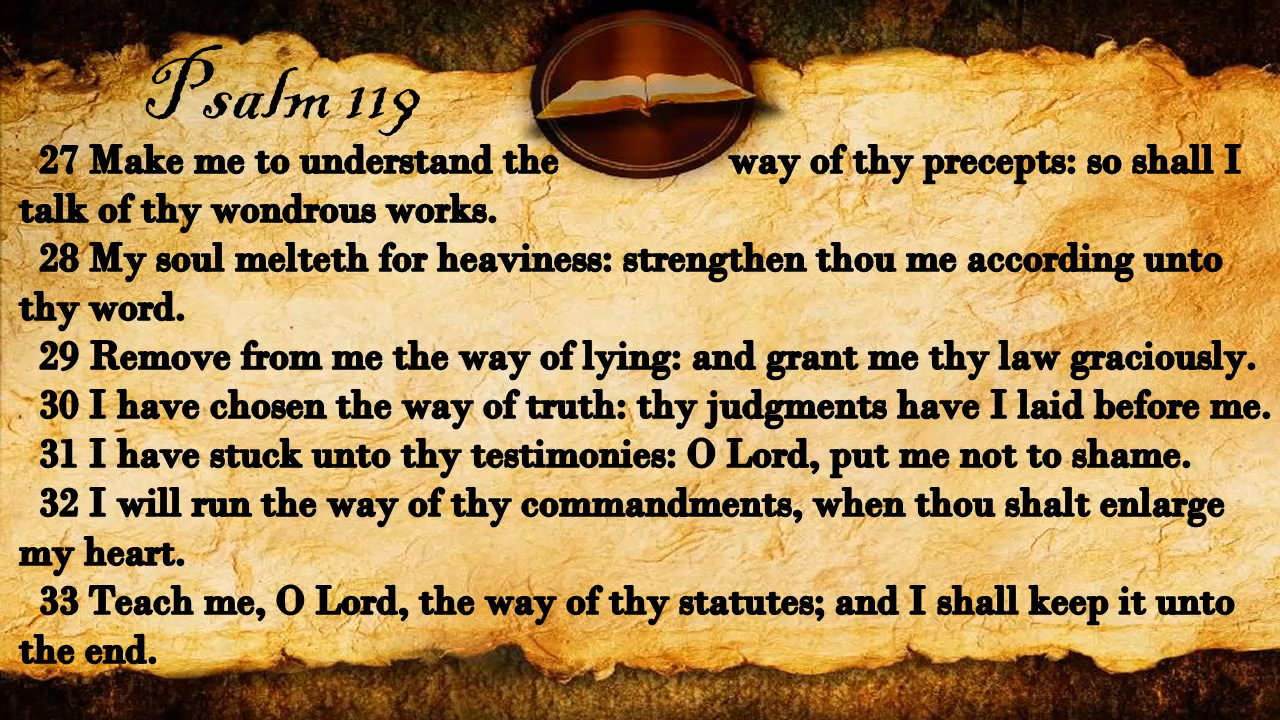 Psalm 119
27 Make me to understand the way of thy precepts: so shall I
talk of thy wondrous works.
28 My soul melteth for heaviness: strengthen thou me according unto
thy word.
29 Remove from me the way of lying: and grant me thy law graciously.
30 I have chosen the way of truth: thy judgments have I laid before me.
31 I have stuck unto thy testimonies: O Lord, put me not to shame.
32 I will run the way of thy commandments, when thou shalt enlarge
my heart.
33 Teach me, O Lord, the way of thy statutes; and I shall keep it unto
the end.